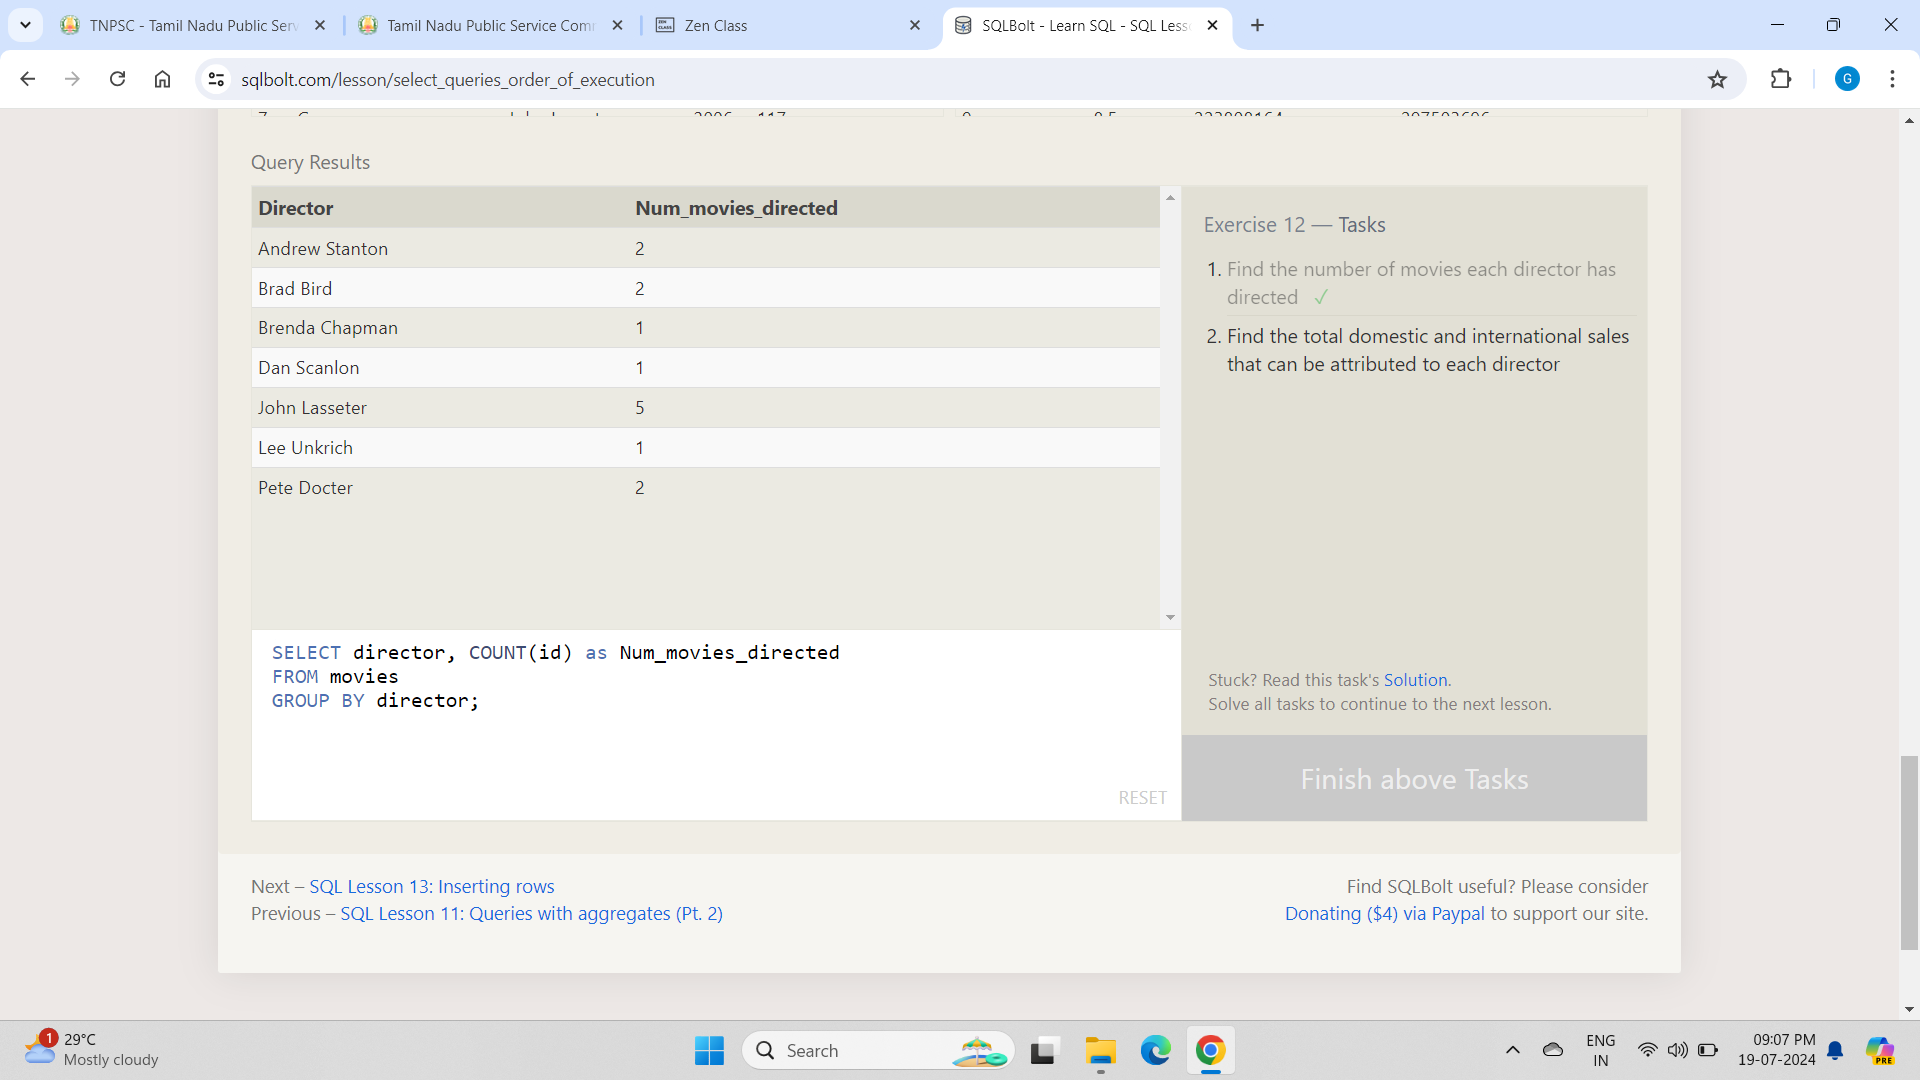 TNPSC - Tamil Nadu Public Serv
Tamil Nadu Public Service Comm
Zen Class
SQLBolt - Learn SQL - SQL Less
sqlbolt.com/lesson/select_queries_order_of_execution
G
Query Results
Director Num_movies_directed
Andrew Stanton 2
Brad Bird 2
Brenda Chapman 1
Dan Scanlon 1
John Lasseter 5
Lee Unkrich 1
Pete Docter 2
Exercise 12 — Tasks
1. Find the number of movies each director has
directed ✓
2. Find the total domestic and international sales
that can be attributed to each director
SELECT director, COUNT(id) as Num_movies_directed
FROM movies
GROUP BY director;
RESET
Stuck? Read this task's Solution.
Solve all tasks to continue to the next lesson.
Finish above Tasks
Next – SQL Lesson 13: Inserting rows
Previous – SQL Lesson 11: Queries with aggregates (Pt. 2)
Find SQLBolt useful? Please consider
Donating ($4) via Paypal to support our site.
1
29°C
Mostly cloudy
Search
ENG
IN
09:07 PM
19-07-2024
PRE